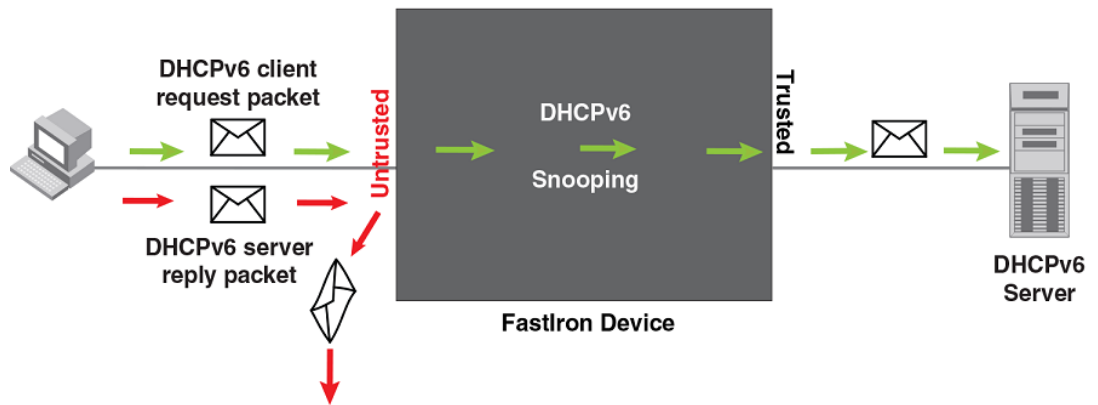 DHCPv6 client
request packet
Untrusted
DHCPv6 server
reply packet
DHCPv6
Snooping
FastIron Device
Trusted
DHCPv6
Server